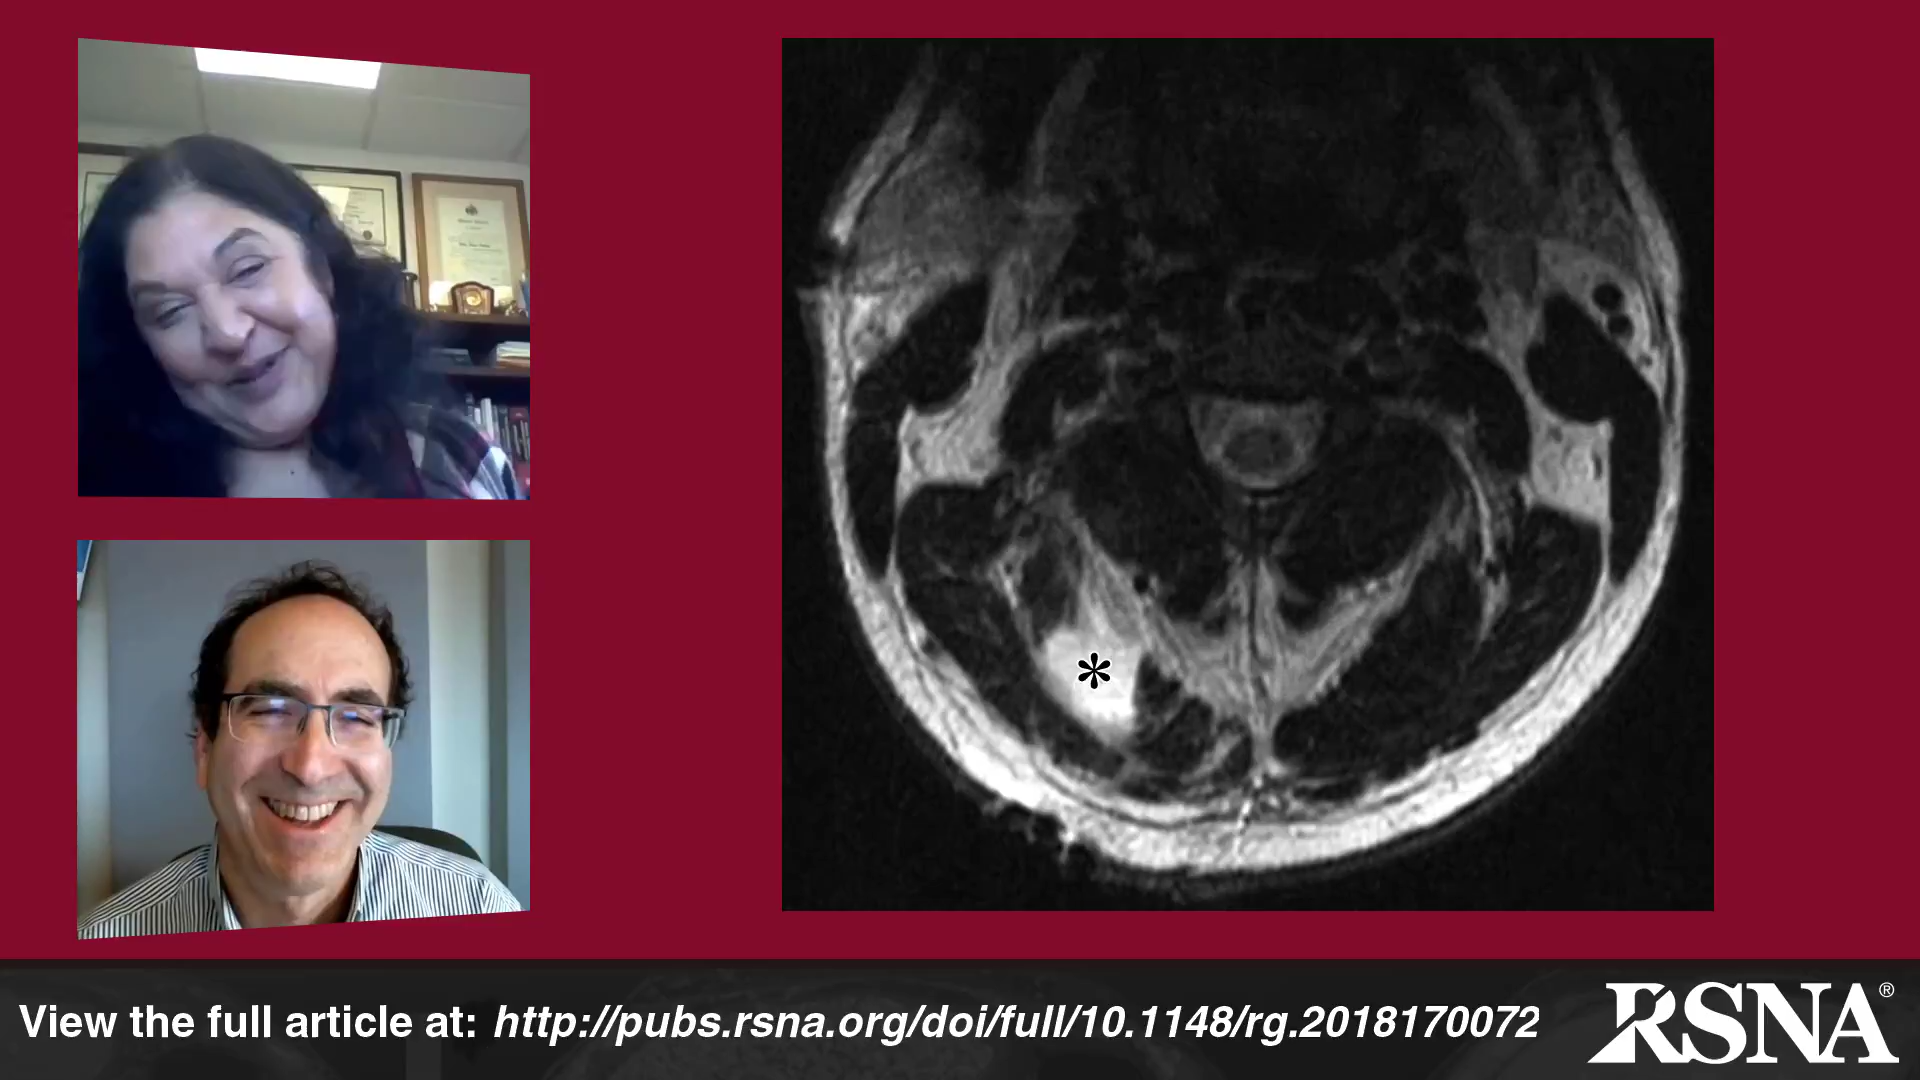 *
View the full article at: http://pubs.rsna.org/doi/full/10.1148/rg.2018170072
RSNA®